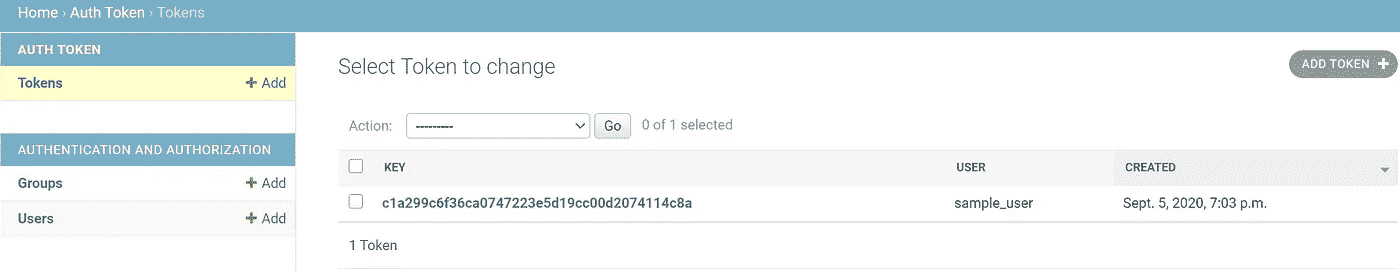 Home › Auth Token › Tokens
AUTH TOKEN
Tokens + Add
AUTHENTICATION AND AUTHORIZATION
Groups + Add
Users + Add
Select Token to change
ADD TOKEN +
Action: --------- Go 0 of 1 selected
KEY USER CREATED
c1a299c6f36ca0747223e5d19cc00d2074114c8a sample_user Sept. 5, 2020, 7:03 p.m.
1 Token